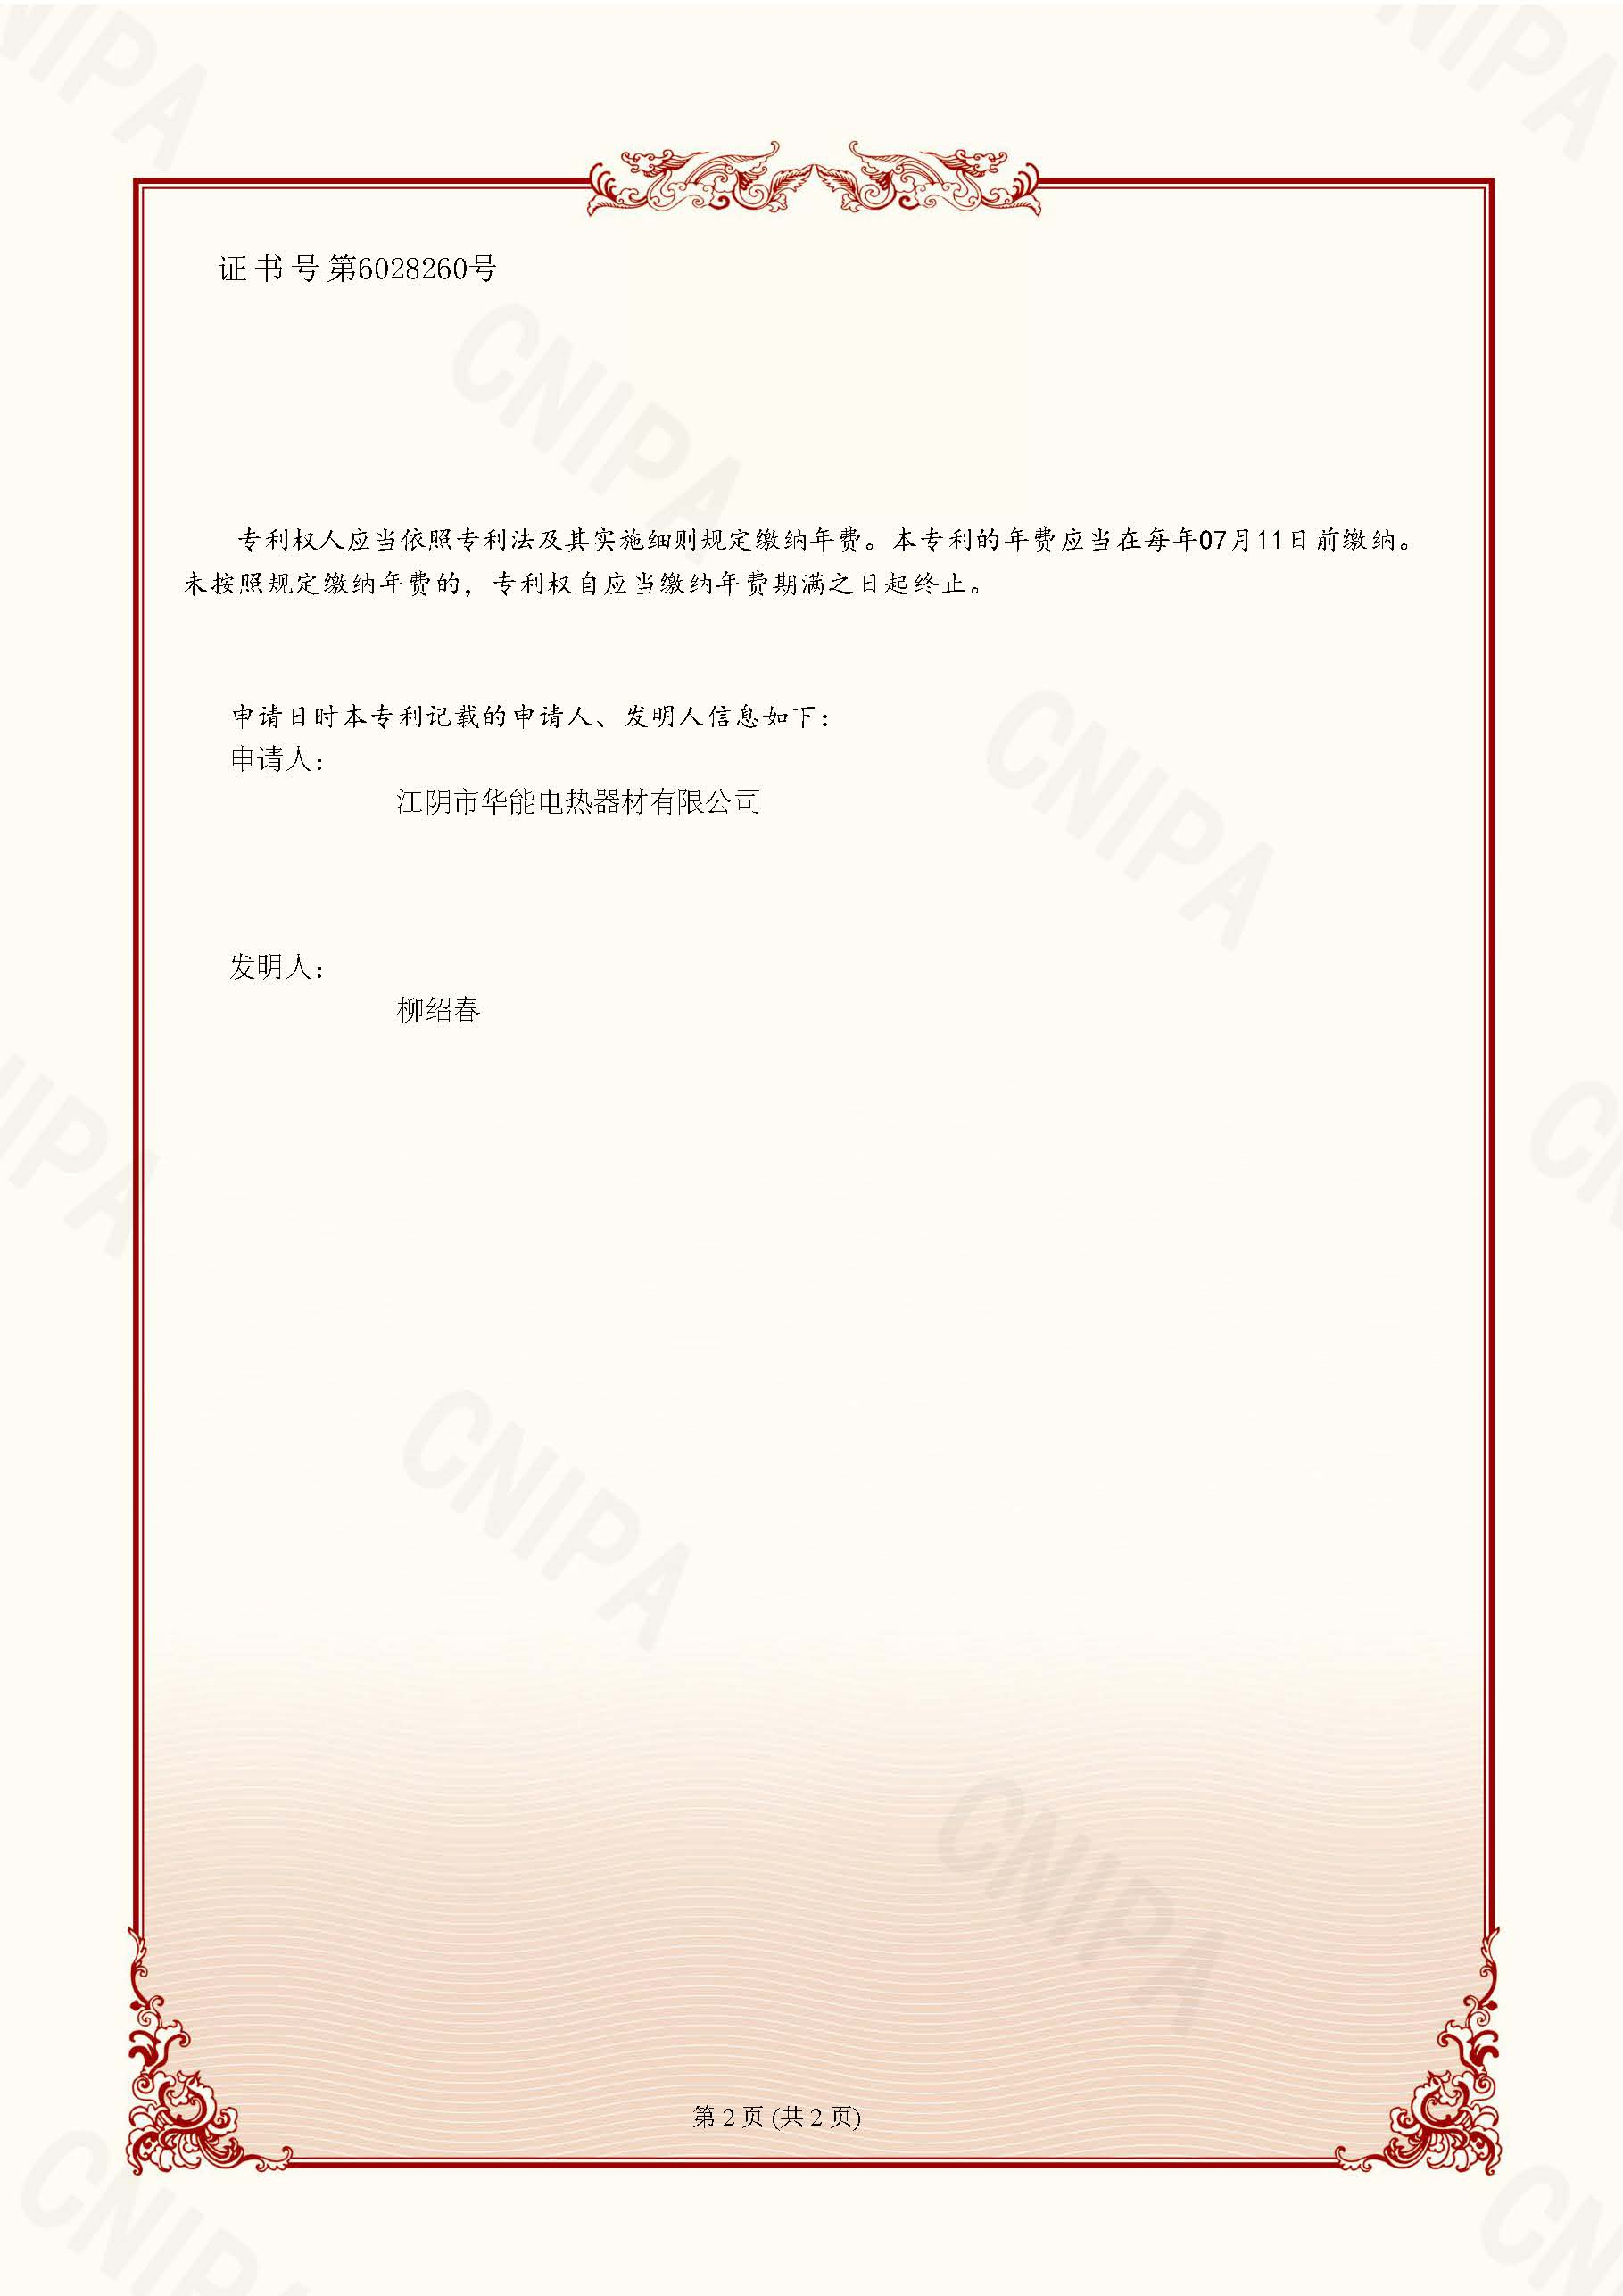 证书号第6028260号
专利权人应当依照专利法及其实施细则规定缴纳年费。本专利的年费应当在每年07月11日前缴纳。
未按照规定缴纳年费的，专利权自应当缴纳年费期满之日起终止。
申请日时本专利记载的申请人、发明人信息如下：
申请人：
江阴市华能电热器材有限公司
发明人：
柳绍春
第 2 页 (共 2 页)
CNIPA
CNIPA
CNIPA
CNIPA